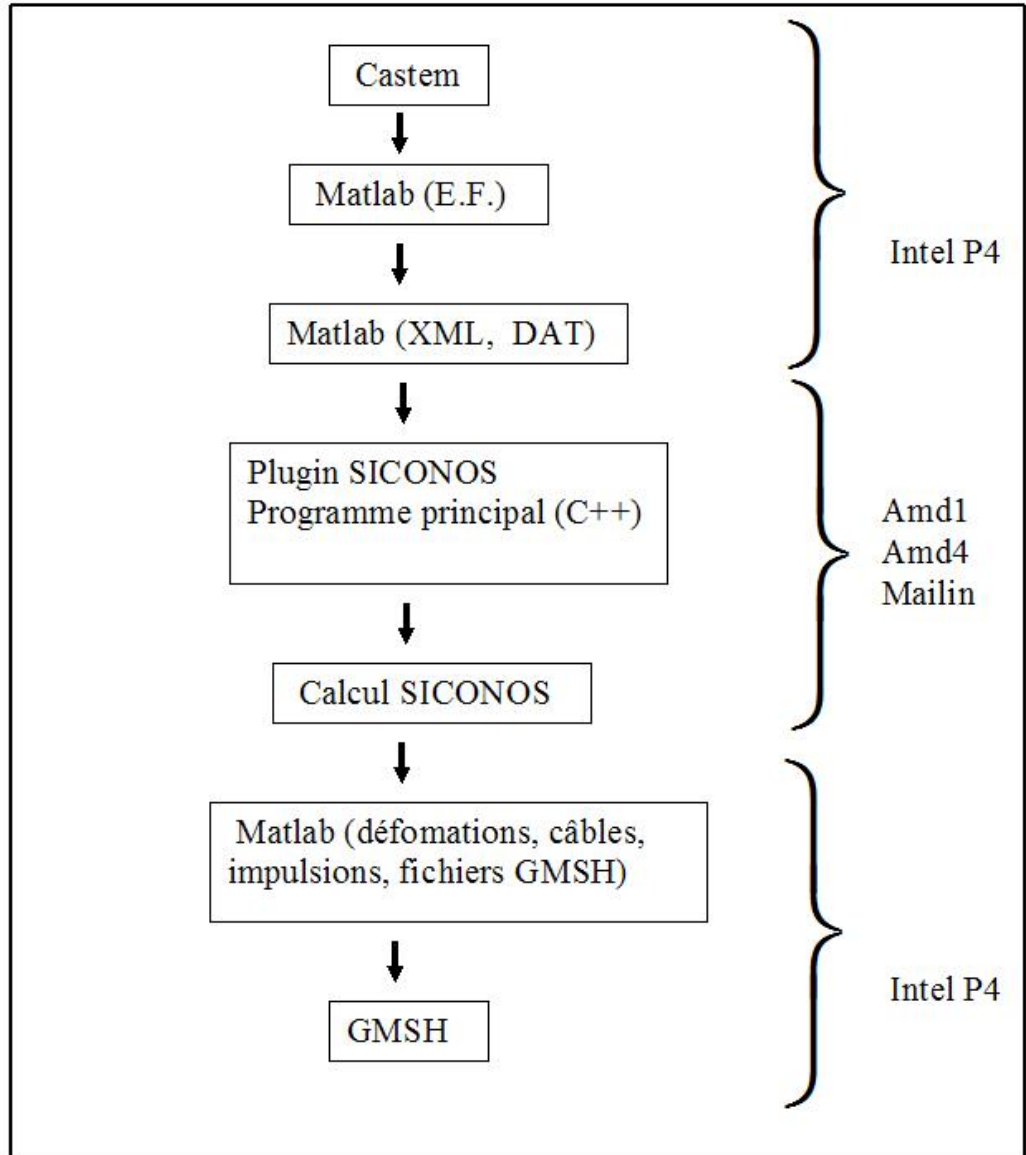 Castem
Matlab (E.F.)
Intel P4
Matlab (XML, DAT)
Plugin SICONOS
Programme principal (C++)
Amd1
Amd4
Mailin
Calcul SICONOS
Matlab (défomations, câbles,
impulsions, fichiers GMSH)
Intel P4
GMSH